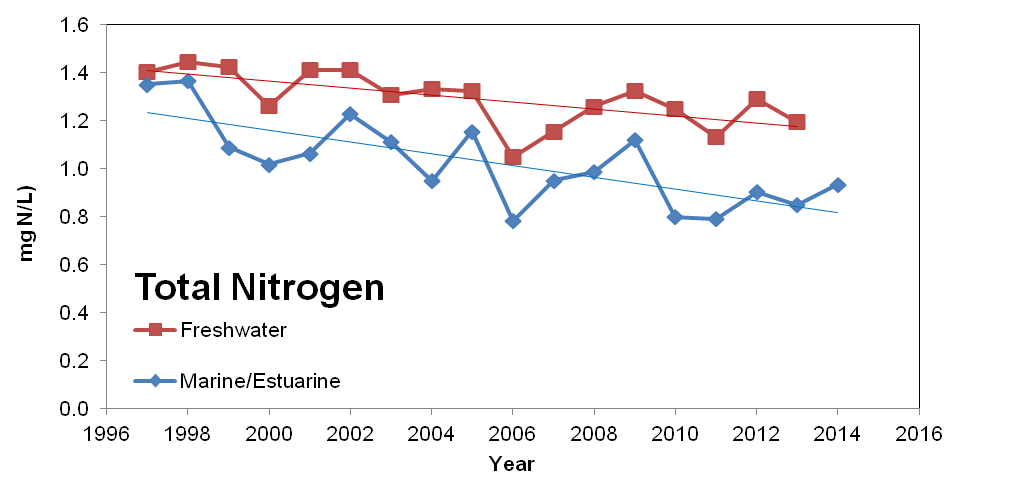 1.6
1.4
1.2
1.0
0.8
0.6
0.4
0.2
0.0
mg N/L)
Total Nitrogen
Freshwater
Marine/Estuarine
1996 1998 2000 2002 2004 2006 2008 2010 2012 2014 2016
Year